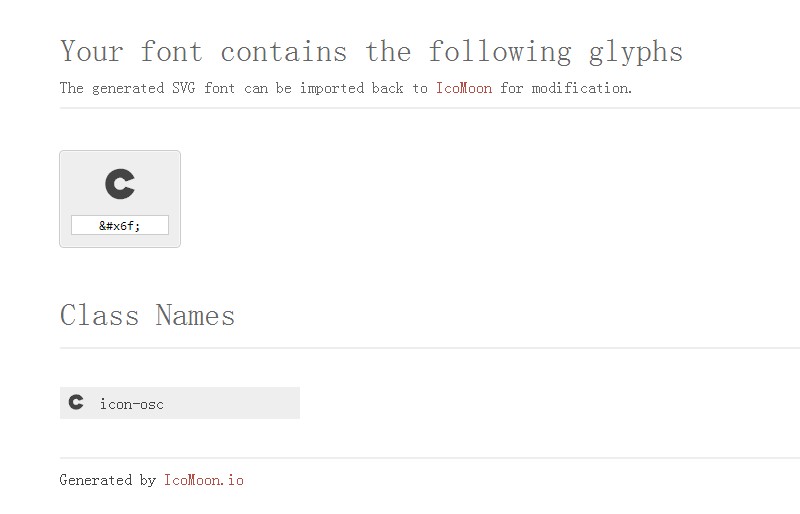 Your font contains the following glyphs
The generated SVG font can be imported back to IcoMoon for modification.
&#x6f;
Class Names
icon-osc
Generated by IcoMoon.io